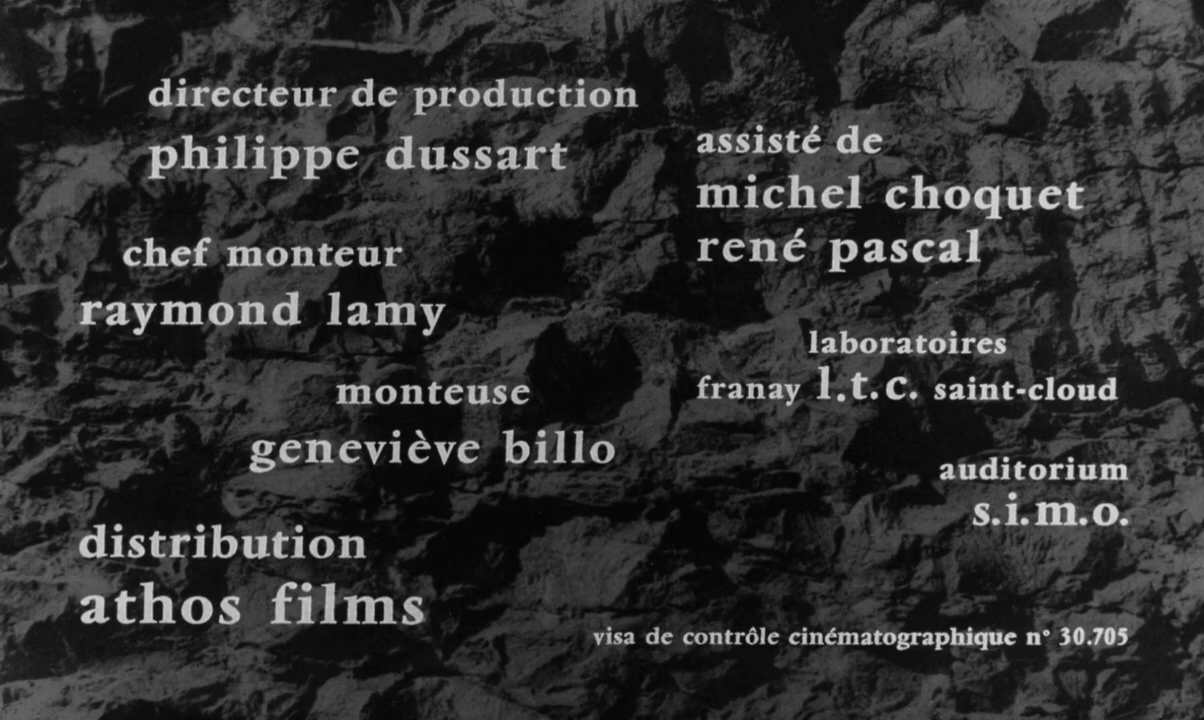 directeur de production
philippe dussart
assisté de
michel choquet
rené pascal
chef monteur
raymond lamy
monteuse
geneviève billo
laboratoires
franay l.t.c. saint-cloud
auditorium
s.i.m.o.
distribution
athos films
visa de contrôle cinématographique n° 30.705